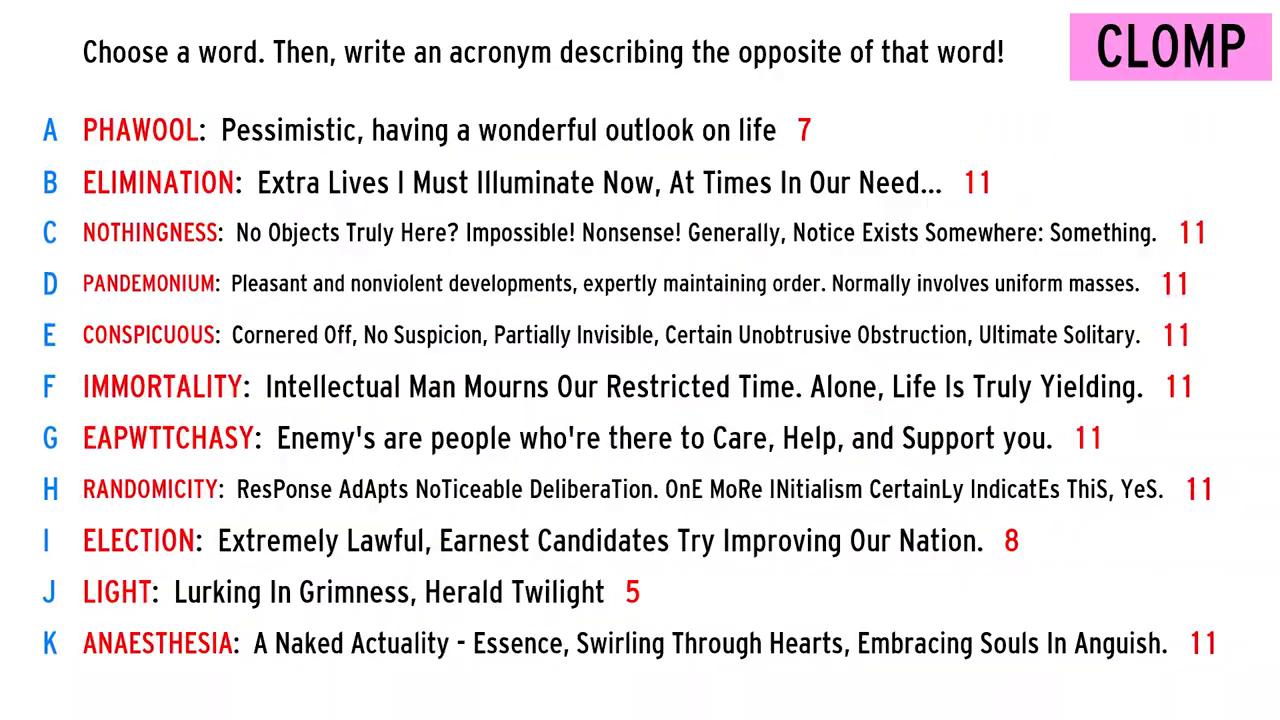 Choose a word. Then, write an acronym describing the opposite of that word!
CLOMP
A PHAWOOL: Pessimistic, having a wonderful outlook on life 7
B ELIMINATION: Extra Lives I Must Illuminate Now, At Times In Our Need... 11
C NOTHINGNESS: No Objects Truly Here? Impossible! Nonsense! Generally, Notice Exists Somewhere: Something. 11
D PANDEMONIUM: Pleasant and nonviolent developments, expertly maintaining order. Normally involves uniform masses. 11
E CONSPICUOUS: Cornered Off, No Suspicion, Partially Invisible, Certain Unobtrusive Obstruction, Ultimate Solitary. 11
F IMMORTALITY: Intellectual Man Mourns Our Restricted Time. Alone, Life Is Truly Yielding. 11
G EAPWTTCHASY: Enemy's are people who're there to Care, Help, and Support you. 11
H RANDOMICITY: ResPonse AdApts NoTiceable DeliberaTion. OnE MoRe INitialism CertainLy IndicatEs ThiS, YeS. 11
I ELECTION: Extremely Lawful, Earnest Candidates Try Improving Our Nation. 8
J LIGHT: Lurking In Grimness, Herald Twilight 5
K ANAESTHESIA: A Naked Actuality - Essence, Swirling Through Hearts, Embracing Souls In Anguish. 11